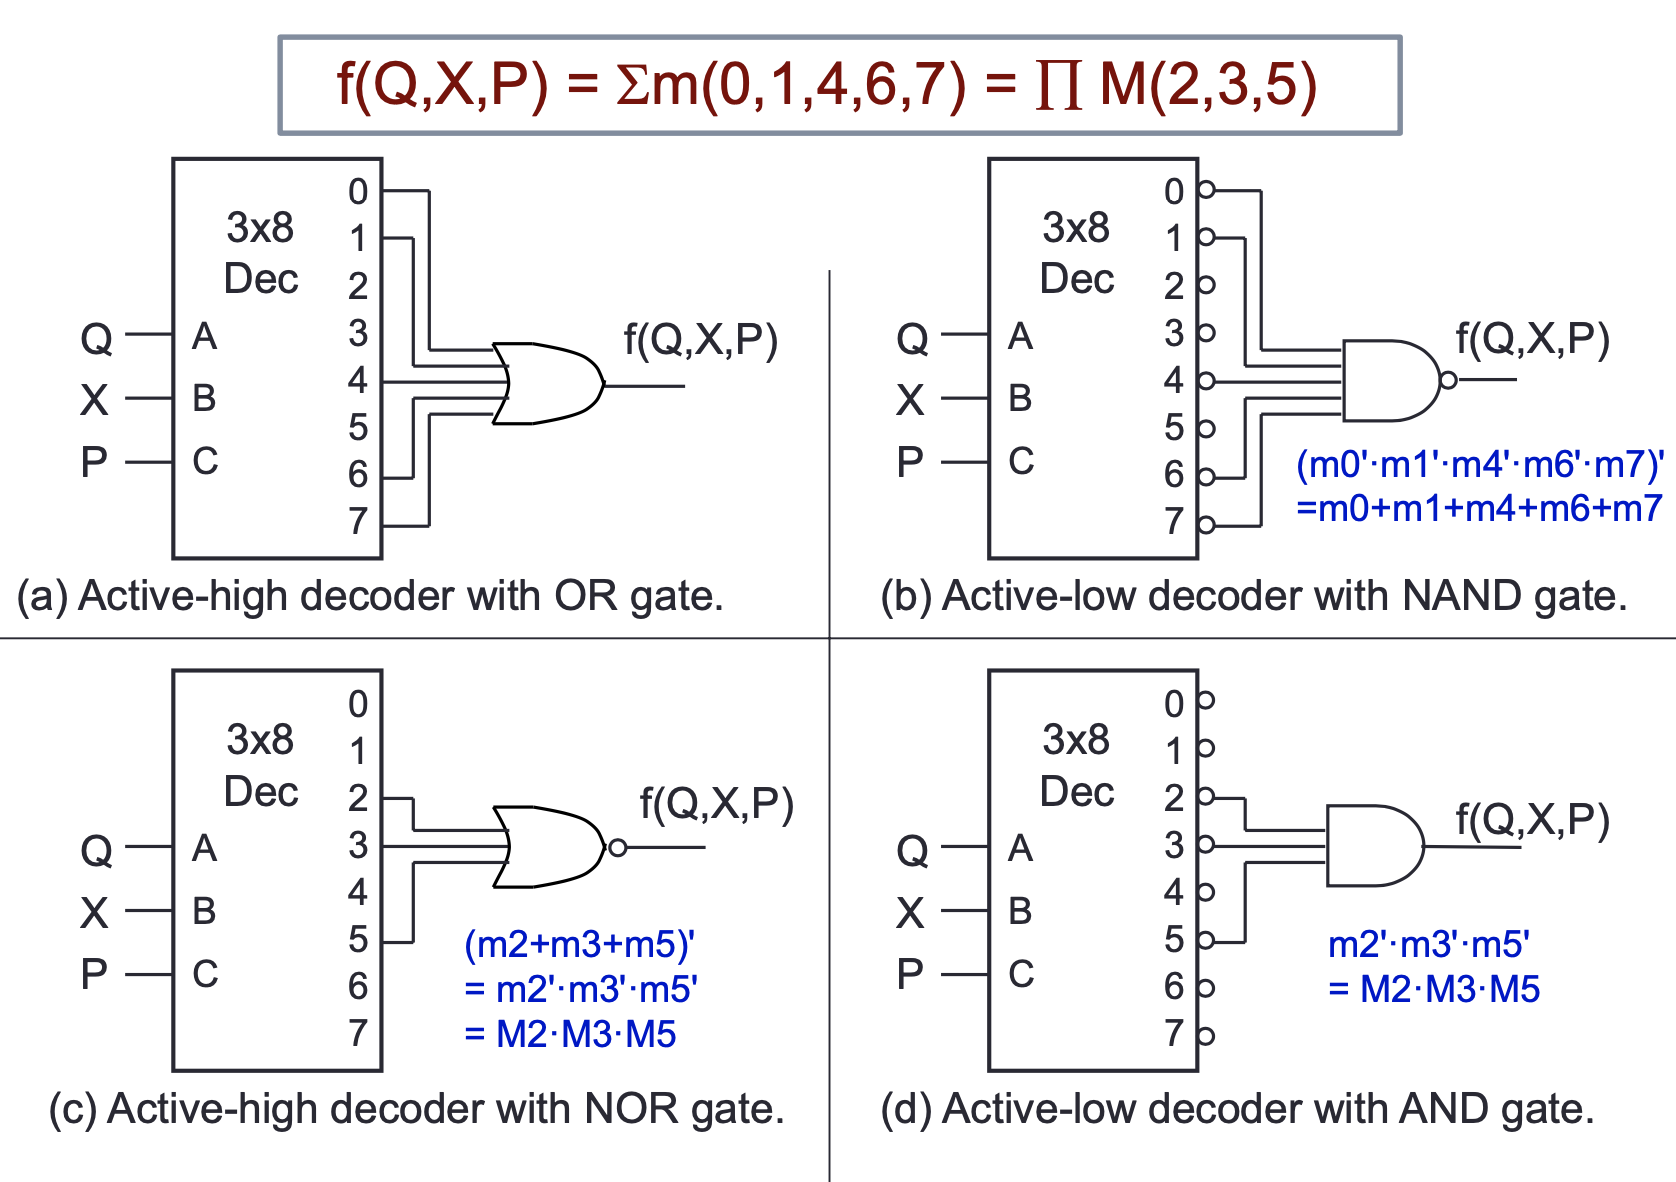 f(Q,X,P) = Σm(0,1,4,6,7) = ∏ M(2,3,5)
3x8
Dec
0
1
2
3
4
5
6
7
Q
X
P
A
B
C
f(Q,X,P)
(a) Active-high decoder with OR gate.
3x8
Dec
0
1
2
3
4
5
6
7
Q
X
P
A
B
C
f(Q,X,P)
(m0'·m1'·m4'·m6'·m7)'
=m0+m1+m4+m6+m7
(b) Active-low decoder with NAND gate.
3x8
Dec
0
1
2
3
4
5
6
7
Q
X
P
A
B
C
f(Q,X,P)
(m2+m3+m5)'
= m2'·m3'·m5'
= M2·M3·M5
(c) Active-high decoder with NOR gate.
3x8
Dec
0
1
2
3
4
5
6
7
Q
X
P
A
B
C
f(Q,X,P)
m2'·m3'·m5'
= M2·M3·M5
(d) Active-low decoder with AND gate.